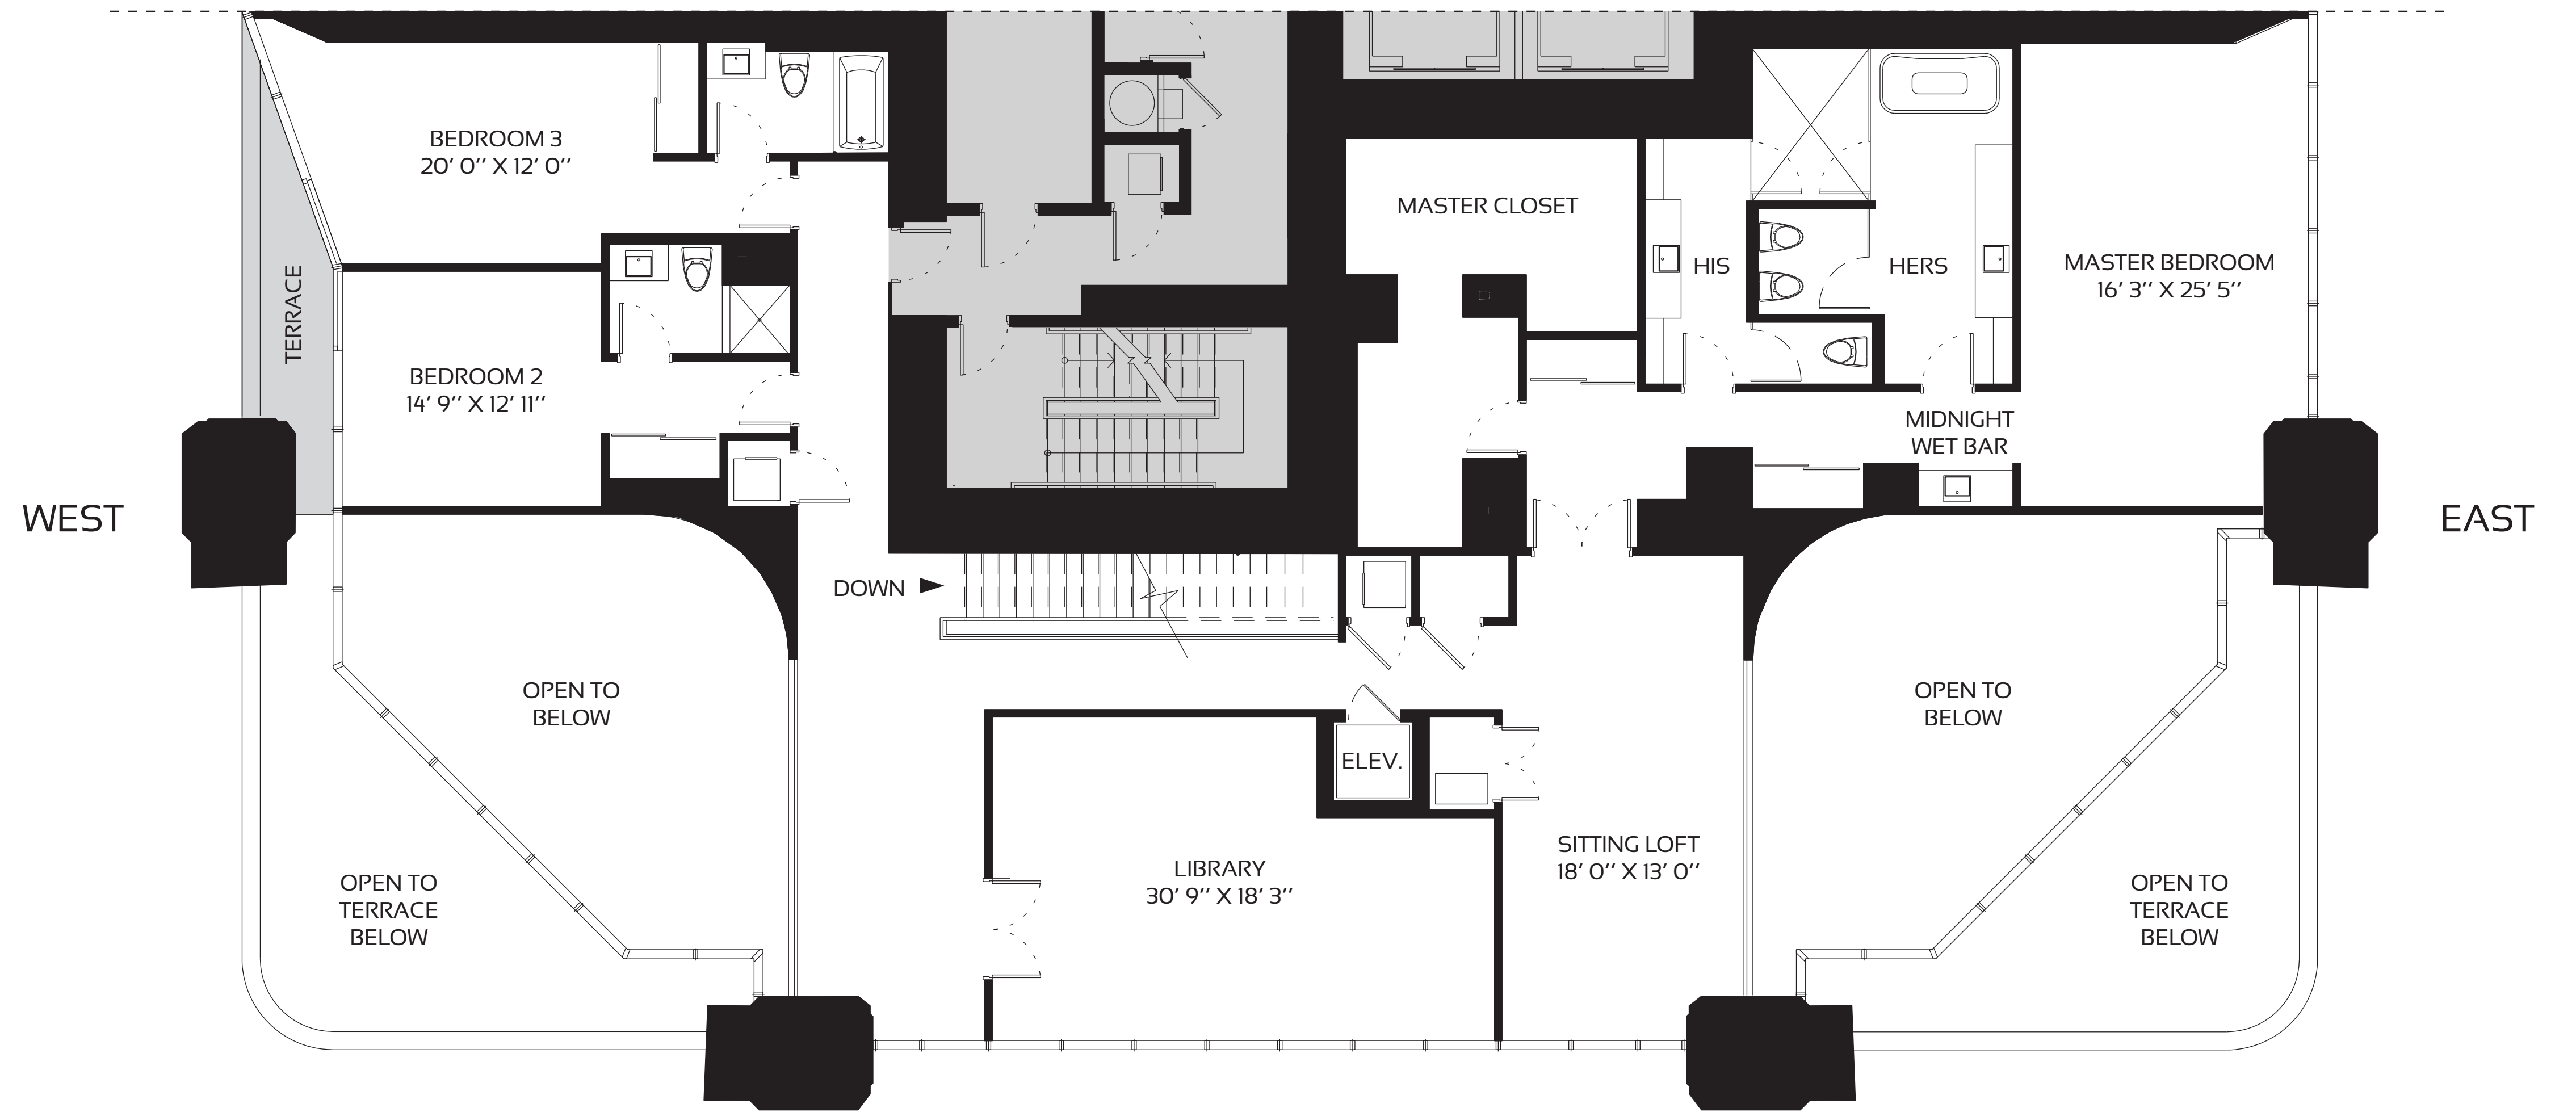 BEDROOM 3
20' 0'' X 12' 0''
MASTER CLOSET
HIS
HERS
MASTER BEDROOM
16' 3'' X 25' 5''
TERRACE
BEDROOM 2
14' 9'' X 12' 11''
MIDNIGHT
WET BAR
WEST
EAST
DOWN
OPEN TO
BELOW
OPEN TO
BELOW
ELEV.
SITTING LOFT
18' 0'' X 13' 0''
LIBRARY
30' 9'' X 18' 3''
OPEN TO
TERRACE
BELOW
OPEN TO
TERRACE
BELOW